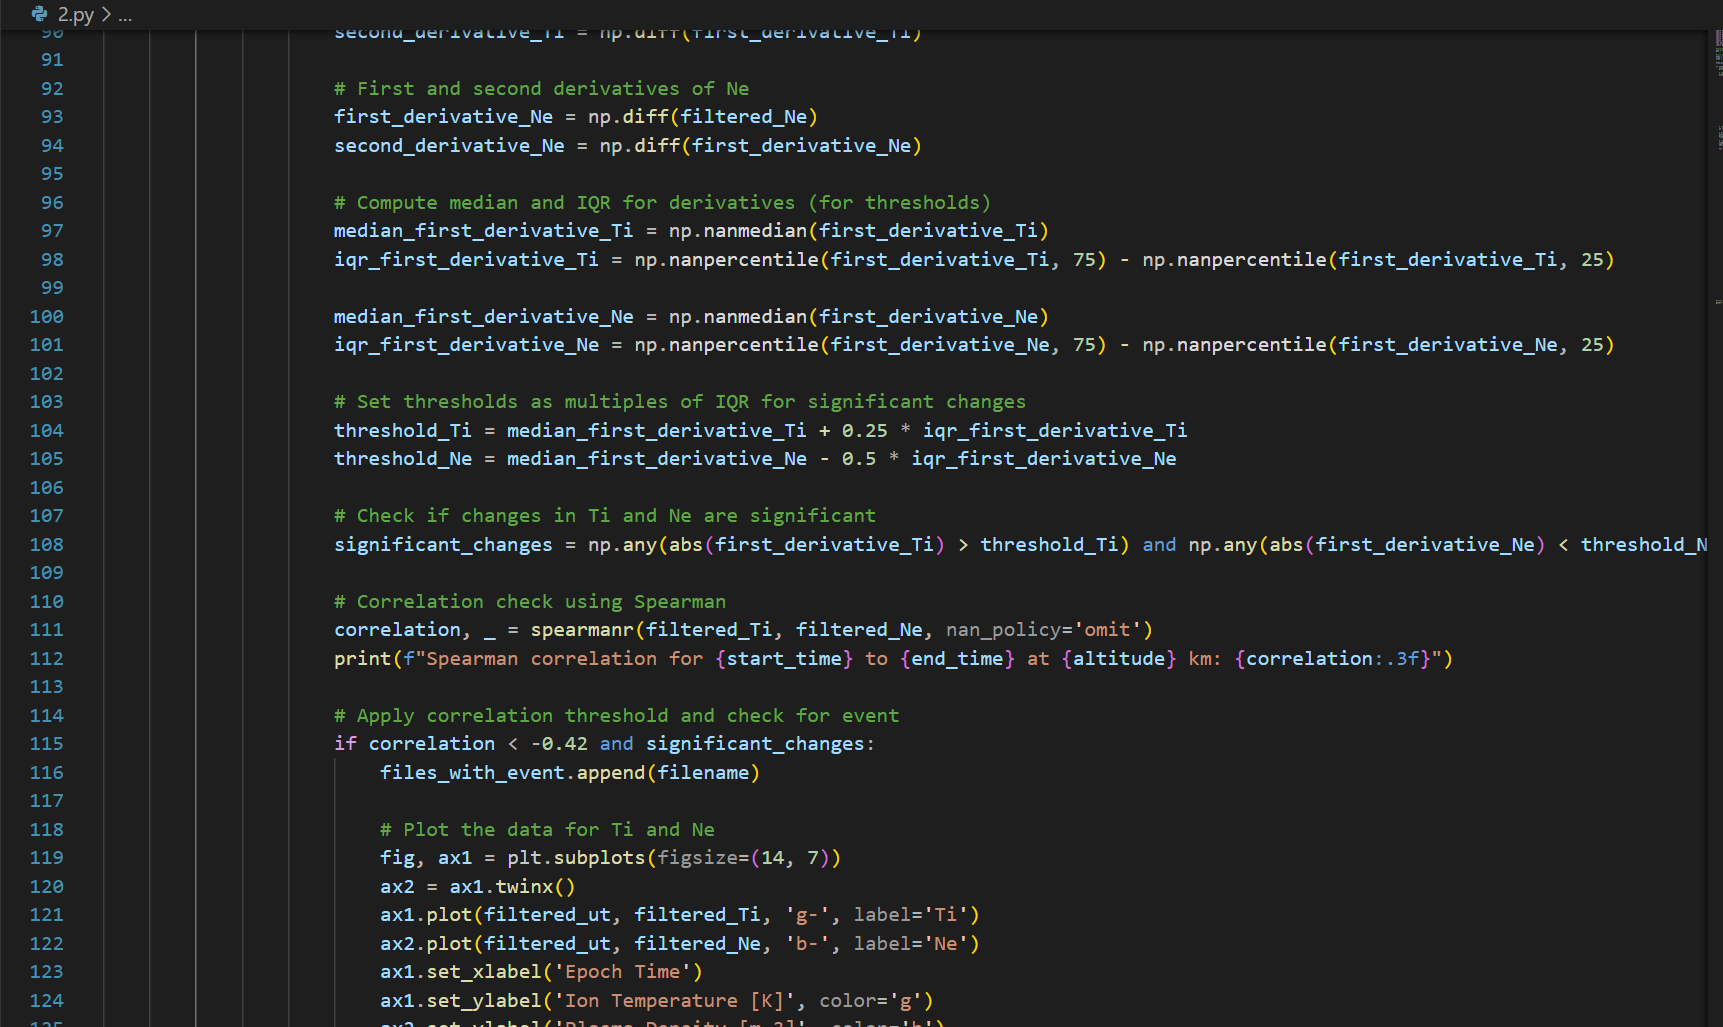 2.py > ...
90 second_derivative_Ti = np.diff(first_derivative_Ti)
91
92 # First and second derivatives of Ne
93 first_derivative_Ne = np.diff(filtered_Ne)
94 second_derivative_Ne = np.diff(first_derivative_Ne)
95
96 # Compute median and IQR for derivatives (for thresholds)
97 median_first_derivative_Ti = np.nanmedian(first_derivative_Ti)
98 iqr_first_derivative_Ti = np.nanpercentile(first_derivative_Ti, 75) - np.nanpercentile(first_derivative_Ti, 25)
99
100 median_first_derivative_Ne = np.nanmedian(first_derivative_Ne)
101 iqr_first_derivative_Ne = np.nanpercentile(first_derivative_Ne, 75) - np.nanpercentile(first_derivative_Ne, 25)
102
103 # Set thresholds as multiples of IQR for significant changes
104 threshold_Ti = median_first_derivative_Ti + 0.25 * iqr_first_derivative_Ti
105 threshold_Ne = median_first_derivative_Ne - 0.5 * iqr_first_derivative_Ne
106
107 # Check if changes in Ti and Ne are significant
108 significant_changes = np.any(abs(first_derivative_Ti) > threshold_Ti) and np.any(abs(first_derivative_Ne) < threshold_N
109
110 # Correlation check using Spearman
111 correlation, _ = spearmanr(filtered_Ti, filtered_Ne, nan_policy='omit')
112 print(f"Spearman correlation for {start_time} to {end_time} at {altitude} km: {correlation:.3f}")
113
114 # Apply correlation threshold and check for event
115 if correlation < -0.42 and significant_changes:
116 files_with_event.append(filename)
117
118 # Plot the data for Ti and Ne
119 fig, ax1 = plt.subplots(figsize=(14, 7))
120 ax2 = ax1.twinx()
121 ax1.plot(filtered_ut, filtered_Ti, 'g-', label='Ti')
122 ax2.plot(filtered_ut, filtered_Ne, 'b-', label='Ne')
123 ax1.set_xlabel('Epoch Time')
124 ax1.set_ylabel('Ion Temperature [K]', color='g')